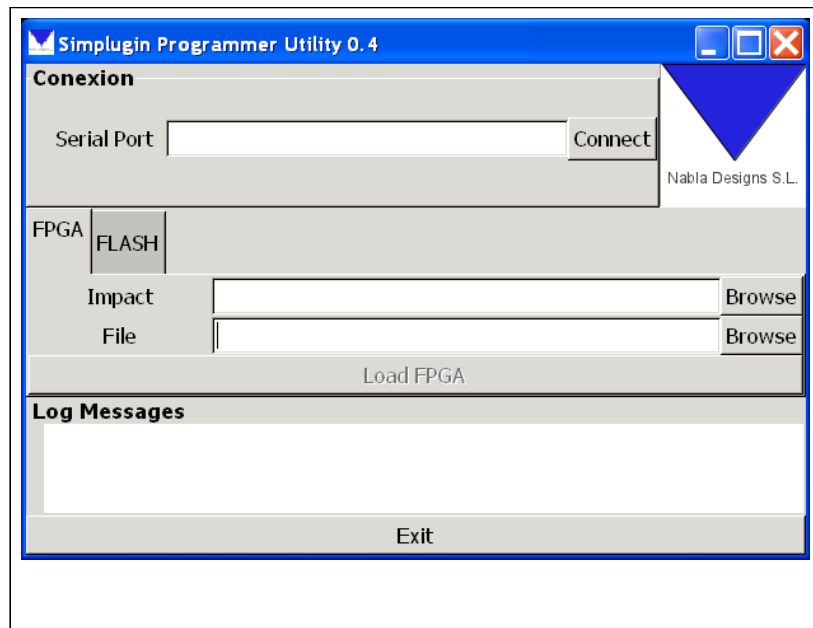 Simplugin Programmer Utility 0.4
Conexion
Serial Port Connect
Nabla Designs S.L.
FPGA FLASH
Impact Browse
File Browse
Load FPGA
Log Messages
Exit